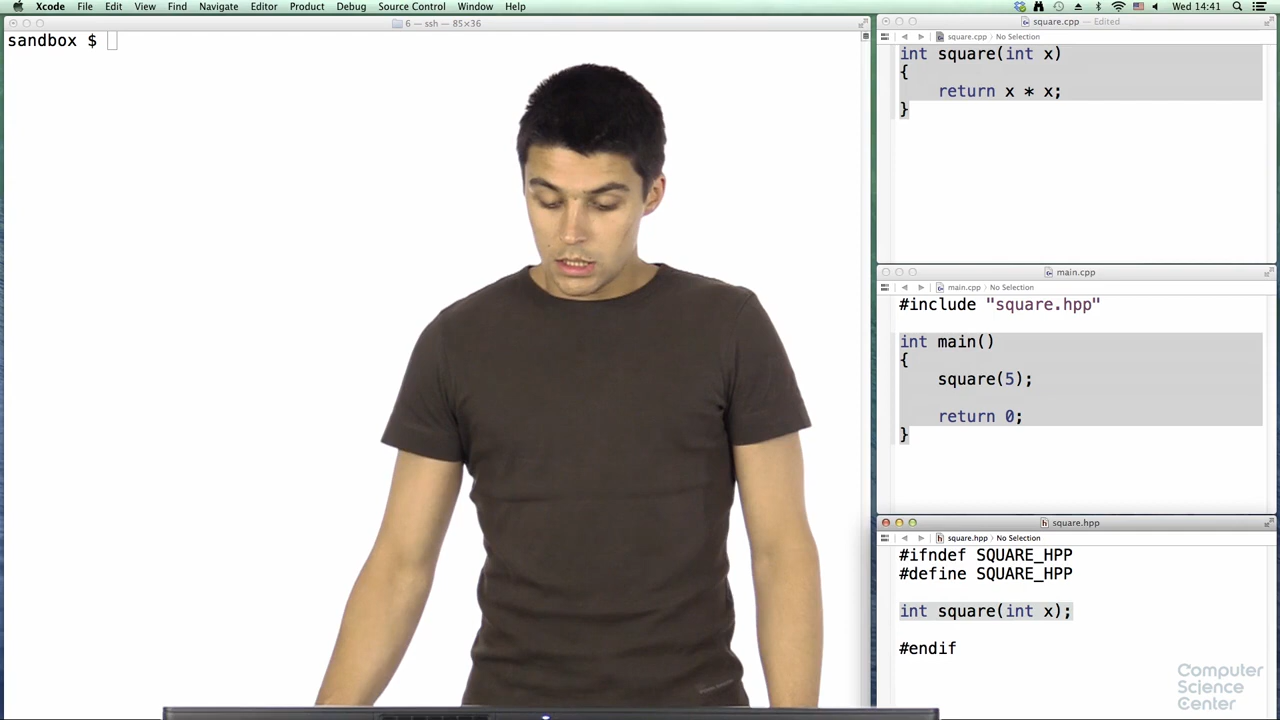 Xcode File Edit View Find Navigate Editor Product Debug Source Control Window Help
Wed 14:41
6 — ssh — 85×36
sandbox $
square.cpp — Edited
square.cpp › No Selection
int square(int x)
{
return x * x;
}
main.cpp
main.cpp › No Selection
#include "square.hpp"
int main()
{
square(5);
return 0;
}
square.hpp
square.hpp › No Selection
#ifndef SQUARE_HPP
#define SQUARE_HPP
int square(int x);
#endif
Computer
Science
Center